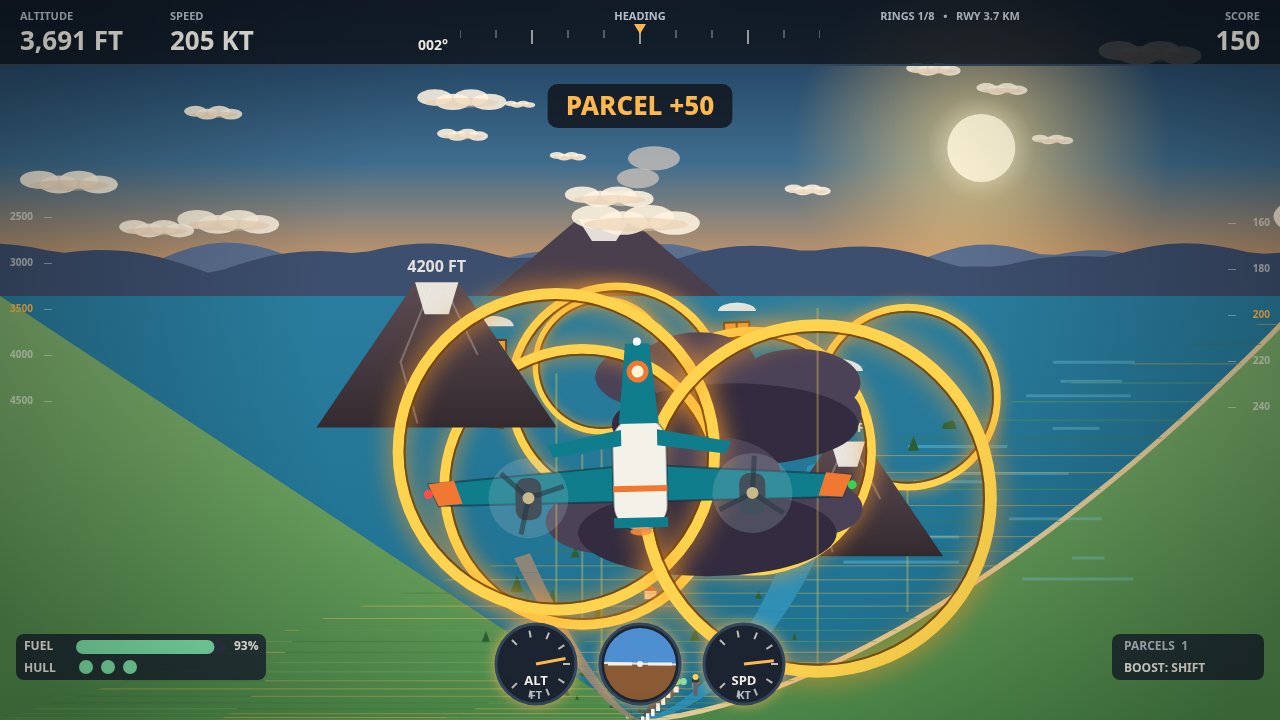 ALTITUDE
3,691 FT
SPEED
205 KT
HEADING
002°
RINGS 1/8 • RWY 3.7 KM
SCORE
150
PARCEL +50
4200 FT
2500
3000
3500
4000
4500
160
180
200
220
240
FUEL
93%
HULL
ALT
FT
SPD
KT
PARCELS 1
BOOST: SHIFT